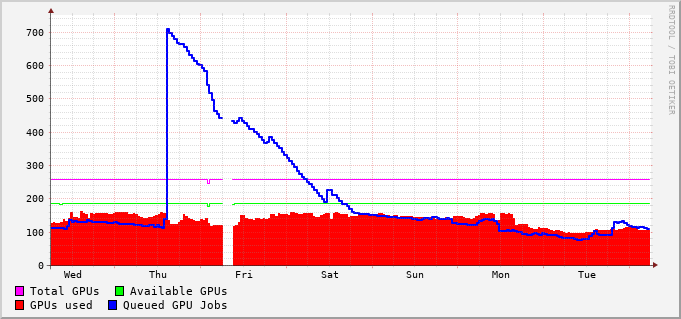 700
600
500
400
300
200
100
0
Wed Thu Fri Sat Sun Mon Tue
Total GPUs Available GPUs
GPUs used Queued GPU Jobs
RRDTOOL / TOBI OETIKER